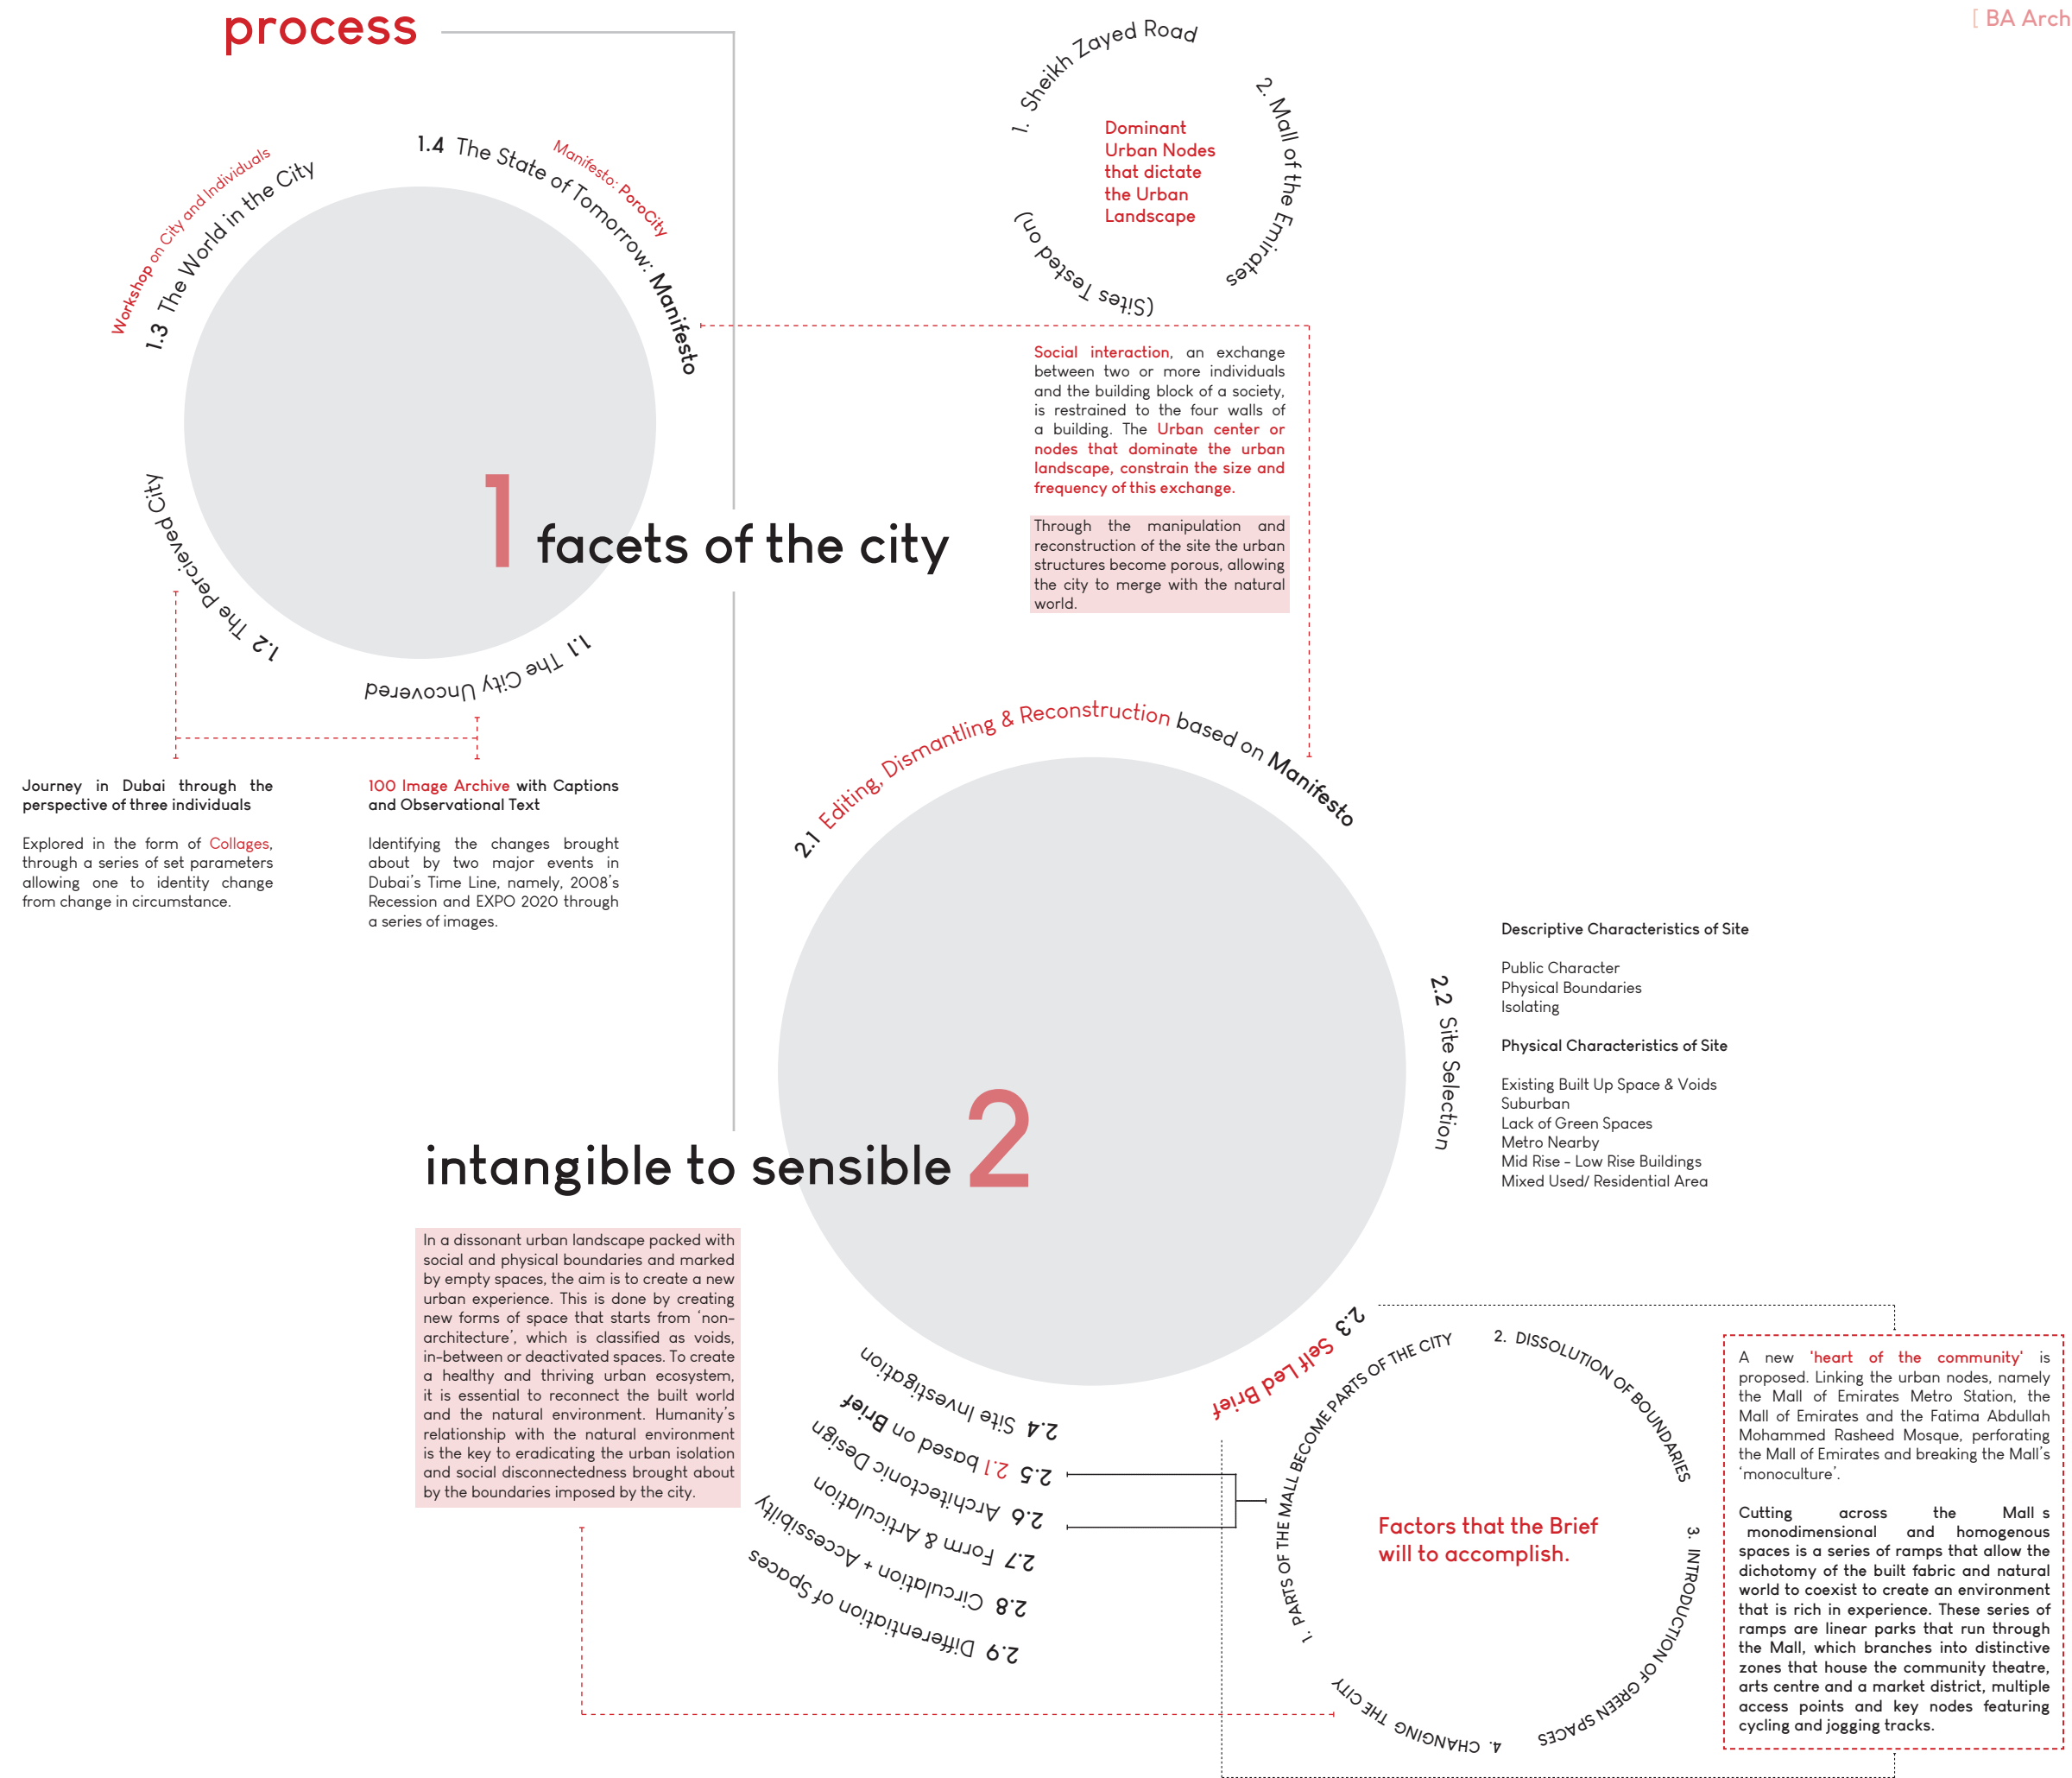 process
[ BA Arch
1. Sheikh Zayed Road
2. Mall of the Emirates
(Sites Tested on)
Dominant
Urban Nodes
that dictate
the Urban
Landscape
Workshop on City and Individuals
1.3 The World in the City
1.4 The State of Tomorrow: Manifesto
Manifesto: PoroCity
1.2 The Percieved City
1.1 The City Uncovered
1 facets of the city
Social interaction, an exchange
between two or more individuals
and the building block of a society,
is restrained to the four walls of
a building. The Urban center or
nodes that dominate the urban
landscape, constrain the size and
frequency of this exchange.
Through the manipulation and
reconstruction of the site the urban
structures become porous, allowing
the city to merge with the natural
world.
Journey in Dubai through the
perspective of three individuals
Explored in the form of Collages,
through a series of set parameters
allowing one to identity change
from change in circumstance.
100 Image Archive with Captions
and Observational Text
Identifying the changes brought
about by two major events in
Dubai's Time Line, namely, 2008's
Recession and EXPO 2020 through
a series of images.
2.1 Editing, Dismantling & Reconstruction based on Manifesto
2.2 Site Selection
Descriptive Characteristics of Site
Public Character
Physical Boundaries
Isolating
Physical Characteristics of Site
Existing Built Up Space & Voids
Suburban
Lack of Green Spaces
Metro Nearby
Mid Rise - Low Rise Buildings
Mixed Used/ Residential Area
intangible to sensible 2
In a dissonant urban landscape packed with
social and physical boundaries and marked
by empty spaces, the aim is to create a new
urban experience. This is done by creating
new forms of space that starts from 'non-
architecture', which is classified as voids,
in-between or deactivated spaces. To create
a healthy and thriving urban ecosystem,
it is essential to reconnect the built world
and the natural environment. Humanity's
relationship with the natural environment
is the key to eradicating the urban isolation
and social disconnectedness brought about
by the boundaries imposed by the city.
2.3 Self Led Brief
2.4 Site Investigation
2.5 2.1 based on Brief
2.6 Architectonic Design
2.7 Form & Articulation
2.8 Circulation + Accessibilty
2.9 Differentiation of Spaces
1. PARTS OF THE MALL BECOME PARTS OF THE CITY
2. DISSOLUTION OF BOUNDARIES
3. INTRODUCTION OF GREEN SPACES
4. CHANGING THE CITY
Factors that the Brief
will to accomplish.
A new 'heart of the community' is
proposed. Linking the urban nodes, namely
the Mall of Emirates Metro Station, the
Mall of Emirates and the Fatima Abdullah
Mohammed Rasheed Mosque, perforating
the Mall of Emirates and breaking the Mall's
'monoculture'.
Cutting across the Mall s
monodimensional and homogenous
spaces is a series of ramps that allow the
dichotomy of the built fabric and natural
world to coexist to create an environment
that is rich in experience. These series of
ramps are linear parks that run through
the Mall, which branches into distinctive
zones that house the community theatre,
arts centre and a market district, multiple
access points and key nodes featuring
cycling and jogging tracks.